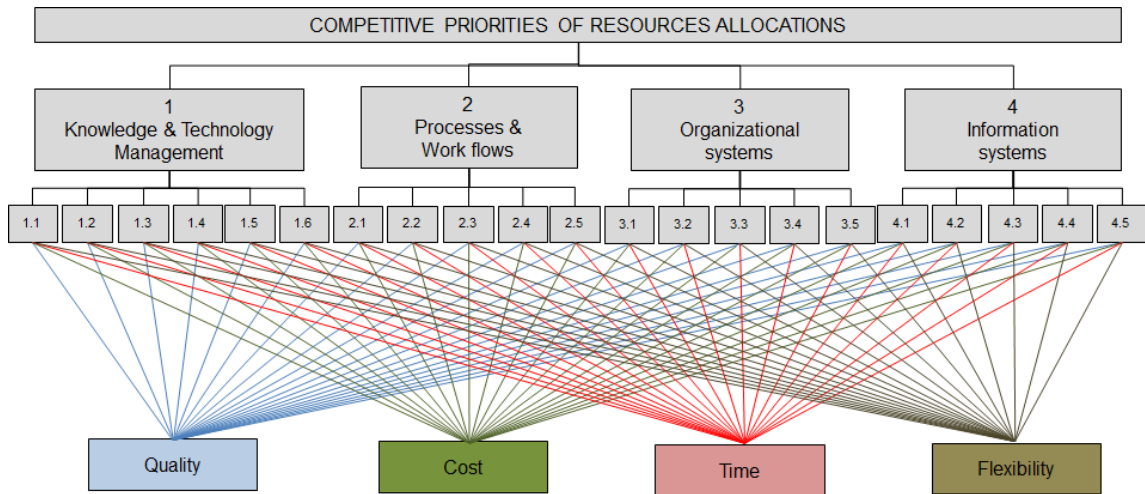 COMPETITIVE PRIORITIES OF RESOURCES ALLOCATIONS
1
Knowledge & Technology
Management
2
Processes &
Work flows
3
Organizational
systems
4
Information
systems
1.1 1.2 1.3 1.4 1.5 1.6 2.1 2.2 2.3 2.4 2.5 3.1 3.2 3.3 3.4 3.5 4.1 4.2 4.3 4.4 4.5
Quality Cost Time Flexibility